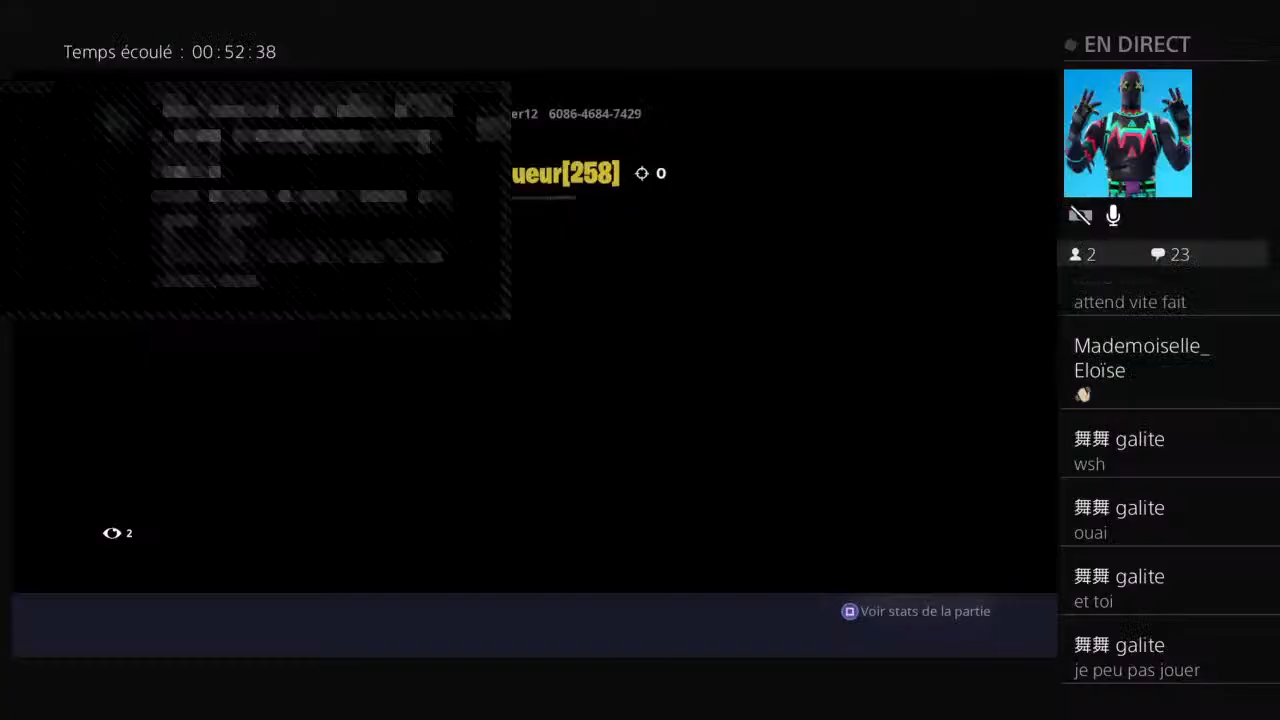 Temps écoulé : 00:52:38
EN DIRECT
er12 6086-4684-7429
ueur[258] 0
2 23
attend vite fait
Mademoiselle_
Eloïse
舞舞 galite
wsh
舞舞 galite
ouai
2
舞舞 galite
et toi
Voir stats de la partie
舞舞 galite
je peu pas jouer